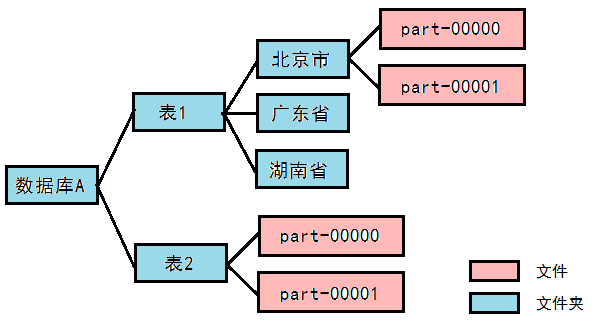 part-00000
北京市
part-00001
表1
广东省
湖南省
数据库A
part-00000
表2
part-00001
文件
文件夹